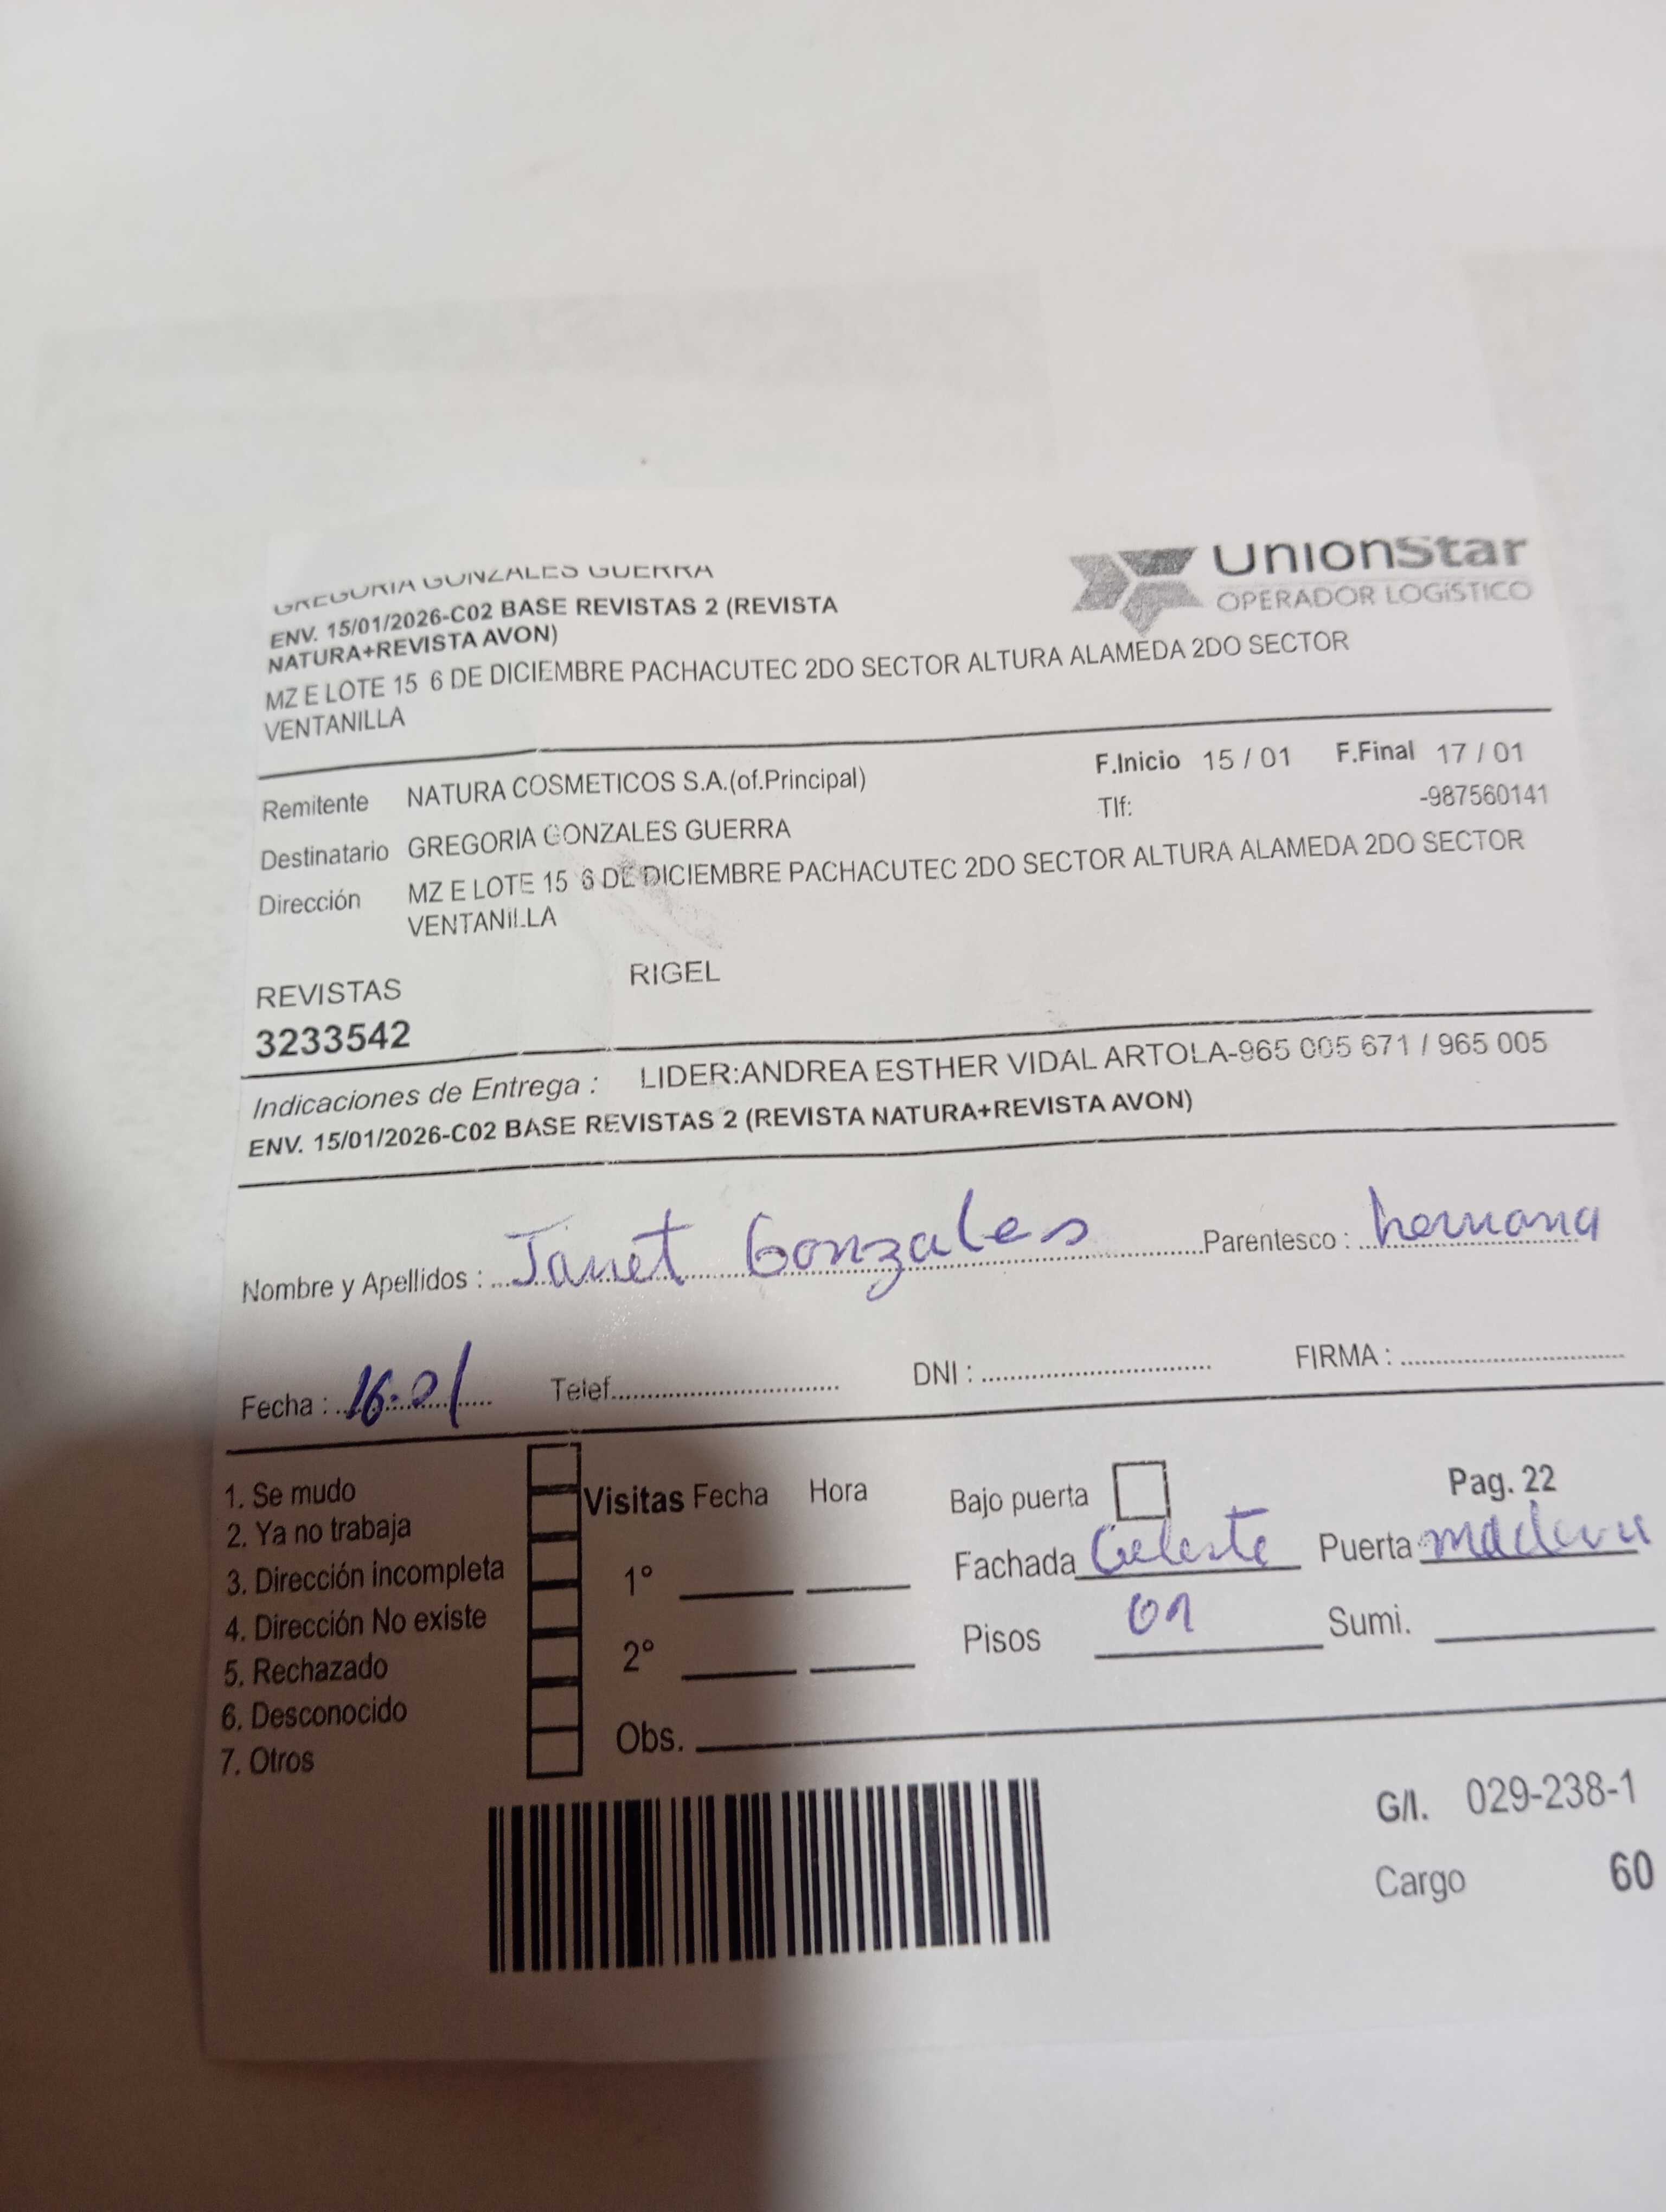 GREGORIA GONZALES GUERRA
ENV. 15/01/2026-C02 BASE REVISTAS 2 (REVISTA
NATURA+REVISTA AVON)
MZ E LOTE 15 6 DE DICIEMBRE PACHACUTEC 2DO SECTOR ALTURA ALAMEDA 2DO SECTOR
VENTANILLA
UnionStar
OPERADOR LOGÍSTICO
Remitente NATURA COSMETICOS S.A.(of.Principal)
F.Inicio 15 / 01 F.Final 17 / 01
Destinatario GREGORIA GONZALES GUERRA
Tlf: -987560141
Dirección MZ E LOTE 15 6 DE DICIEMBRE PACHACUTEC 2DO SECTOR ALTURA ALAMEDA 2DO SECTOR
VENTANILLA
REVISTAS RIGEL
3233542
Indicaciones de Entrega : LIDER:ANDREA ESTHER VIDAL ARTOLA-965 005 671 / 965 005
ENV. 15/01/2026-C02 BASE REVISTAS 2 (REVISTA NATURA+REVISTA AVON)
Nombre y Apellidos : Janet Gonzales Parentesco : hermana
Fecha : 16-01 Telef. DNI : FIRMA :
1. Se mudo
2. Ya no trabaja
3. Dirección incompleta
4. Dirección No existe
5. Rechazado
6. Desconocido
7. Otros
Visitas Fecha Hora
1°
2°
Obs.
Bajo puerta Pag. 22
Fachada Celeste Puerta madera
Pisos 01 Sumi.
G/I. 029-238-1
Cargo 60